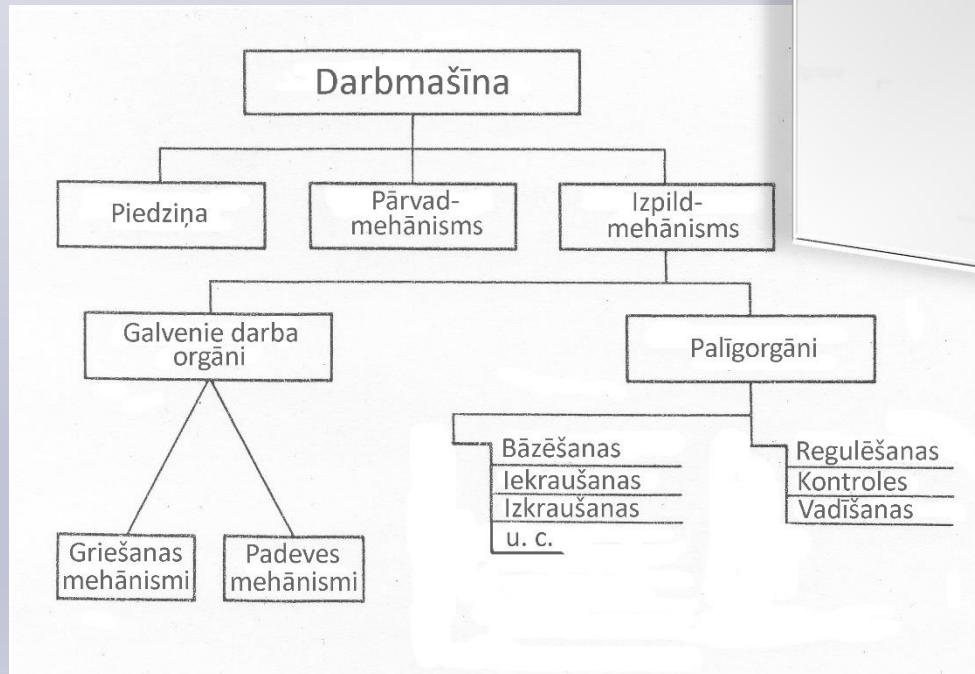 Darbmašīna
Piedziņa
Pārvad-
mehānisms
Izpild-
mehānisms
Galvenie darba
orgāni
Palīgorgāni
Bāzēšanas
Iekraušanas
Izkraušanas
u. c.
Regulēšanas
Kontroles
Vadīšanas
Griešanas
mehānismi
Padeves
mehānismi